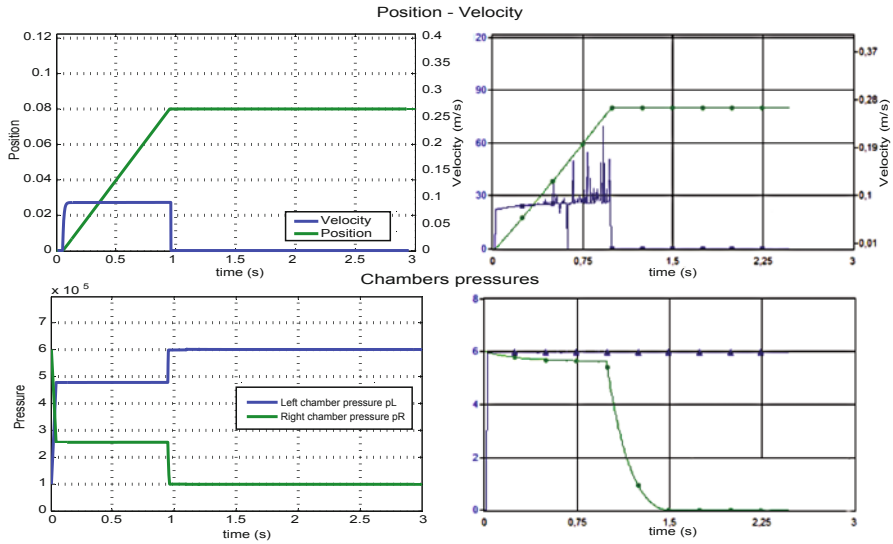 Position - Velocity
0.12
0.1
0.08
0.06
0.04
0.02
0
Position
0.4
0.35
0.3
0.25
0.2
0.15
0.1
0.05
0
Velocity (m/s)
Velocity
Position
0 0.5 1 1.5 2 2.5 3
time (s)
20
80
60
30
0
0,37
0,28
0,19
0,1
0,01
Velocity (m/s)
0 0,75 1,5 2,25 3
time (s)
Chambers pressures
x 10 5
7
6
5
4
3
2
1
0
Pressure
Left chamber pressure pL
Right chamber pressure pR
0 0.5 1 1.5 2 2.5 3
time (s)
8
6
4
2
0
0 0,75 1,5 2,25 3
time (s)